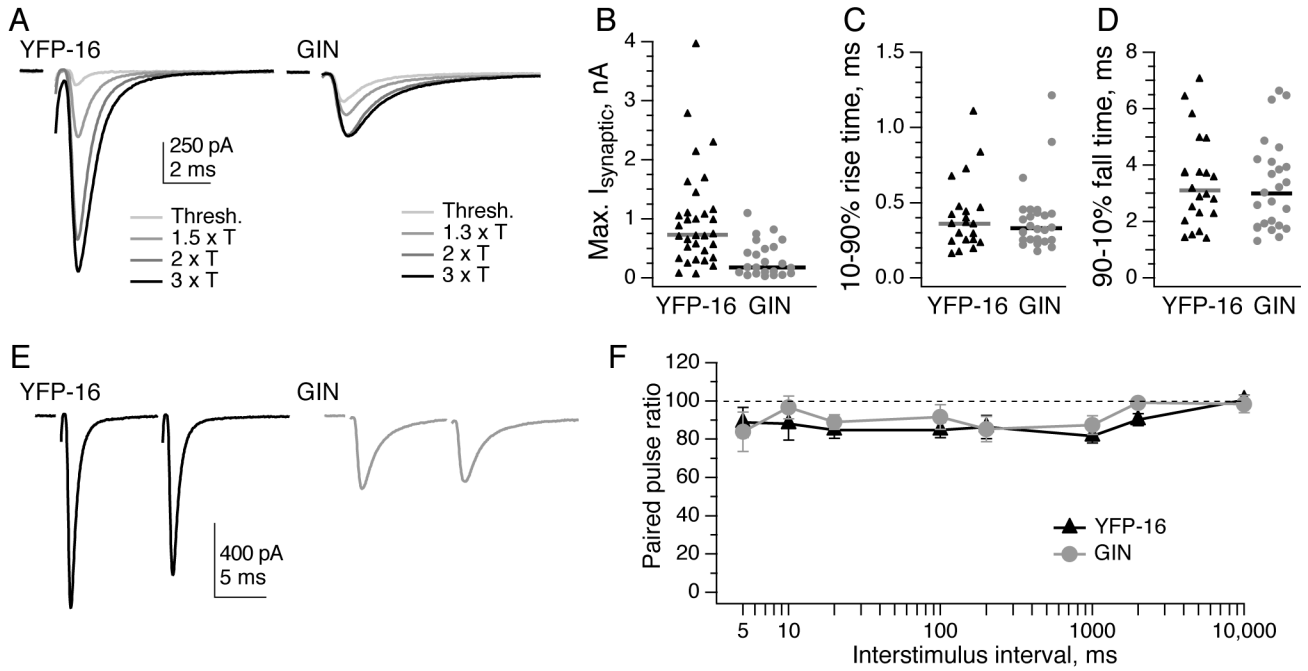 A
YFP-16
GIN
250 pA
2 ms
Thresh.
1.5 x T
2 x T
3 x T
Thresh.
1.3 x T
2 x T
3 x T
B
Max. Isynaptic, nA
4
3
2
1
0
YFP-16 GIN
C
10-90% rise time, ms
1.5
1.0
0.5
0.0
YFP-16 GIN
D
90-10% fall time, ms
8
6
4
2
0
YFP-16 GIN
E
YFP-16
GIN
400 pA
5 ms
F
Paired pulse ratio
120
100
80
60
40
20
0
YFP-16
GIN
5 10 100 1000 10,000
Interstimulus interval, ms